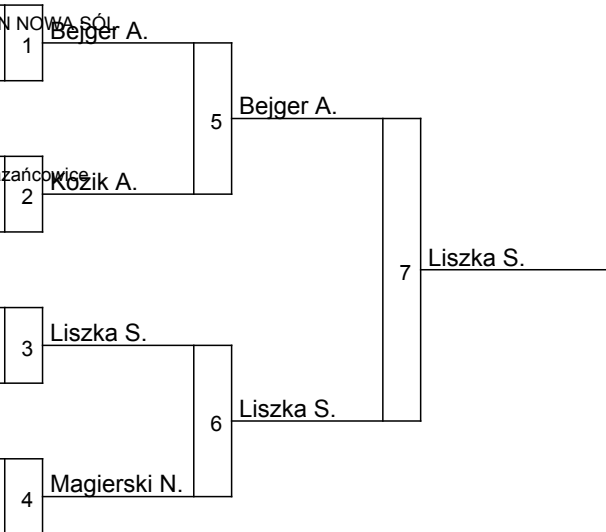 N NOWA SÓL
Bejger A.
1
Bejger A.
5
zańcowice
Kozik A.
2
Liszka S.
7
Liszka S.
3
Liszka S.
6
Magierski N.
4